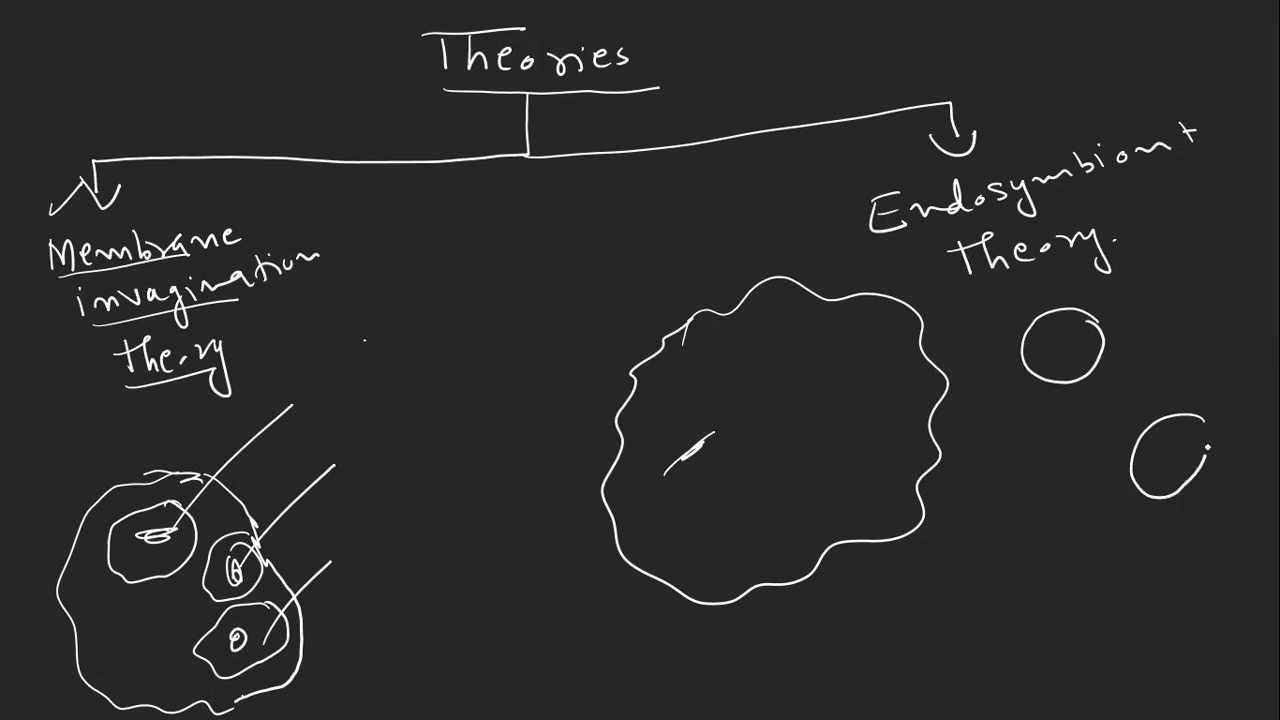 Theories
Membrane
invagination
theory
Endosymbiont
theory.